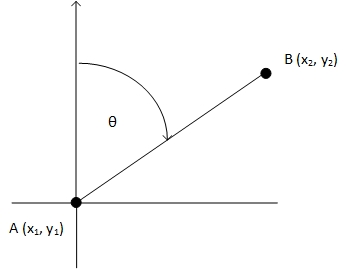 B (x₂, y₂)
θ
A (x₁, y₁)